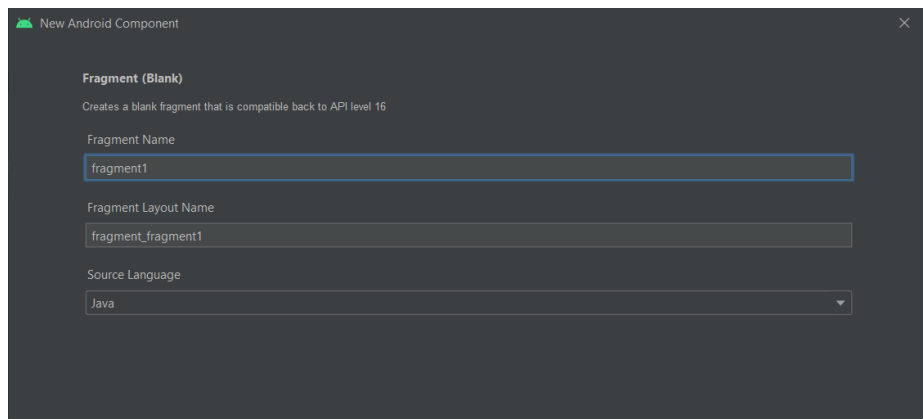 New Android Component
Fragment (Blank)
Creates a blank fragment that is compatible back to API level 16
Fragment Name
fragment1
Fragment Layout Name
fragment_fragment1
Source Language
Java